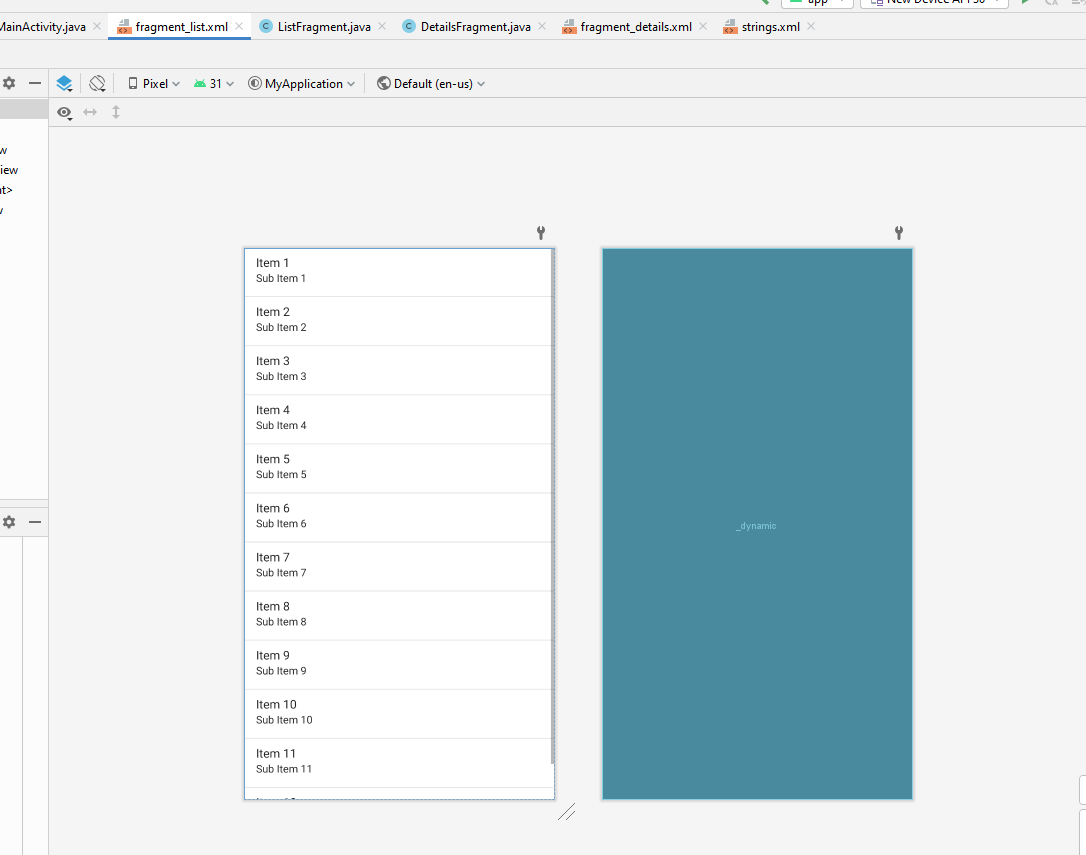 MainActivity.java fragment_list.xml ListFragment.java DetailsFragment.java fragment_details.xml strings.xml
Pixel 31 MyApplication Default (en-us)
w
iew
nt>
Item 1
Sub Item 1
Item 2
Sub Item 2
Item 3
Sub Item 3
Item 4
Sub Item 4
Item 5
Sub Item 5
Item 6
Sub Item 6
Item 7
Sub Item 7
Item 8
Sub Item 8
Item 9
Sub Item 9
Item 10
Sub Item 10
Item 11
Sub Item 11
_dynamic